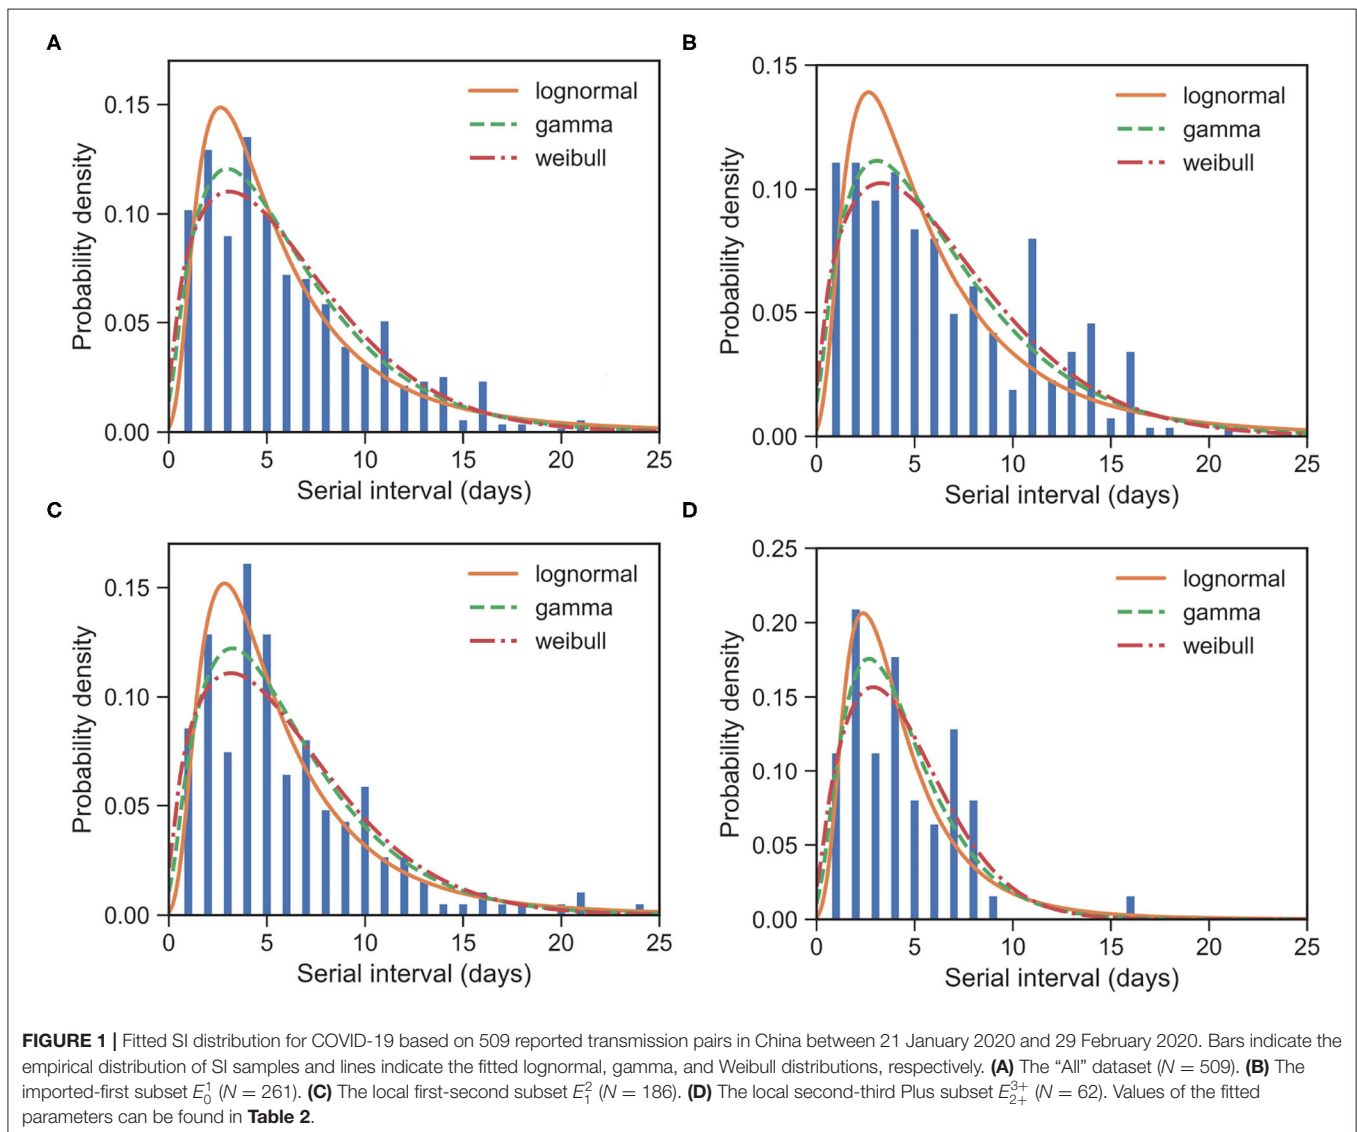 A
lognormal
gamma
weibull
Probability density
0.15
0.10
0.05
0.00
0 5 10 15 20 25
Serial interval (days)
B
lognormal
gamma
weibull
Probability density
0.15
0.10
0.05
0.00
0 5 10 15 20 25
Serial interval (days)
C
lognormal
gamma
weibull
Probability density
0.15
0.10
0.05
0.00
0 5 10 15 20 25
Serial interval (days)
D
lognormal
gamma
weibull
Probability density
0.25
0.20
0.15
0.10
0.05
0.00
0 5 10 15 20 25
Serial interval (days)
FIGURE 1 | Fitted SI distribution for COVID-19 based on 509 reported transmission pairs in China between 21 January 2020 and 29 February 2020. Bars indicate the
empirical distribution of SI samples and lines indicate the fitted lognormal, gamma, and Weibull distributions, respectively. (A) The “All” dataset (N = 509). (B) The
imported-first subset E₀¹ (N = 261). (C) The local first-second subset E₁² (N = 186). (D) The local second-third Plus subset E₂₊³⁺ (N = 62). Values of the fitted
parameters can be found in Table 2.